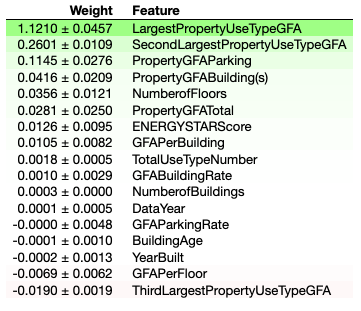 Weight Feature
1.1210 ± 0.0457 LargestPropertyUseTypeGFA
0.2601 ± 0.0109 SecondLargestPropertyUseTypeGFA
0.1145 ± 0.0276 PropertyGFAParking
0.0416 ± 0.0209 PropertyGFABuilding(s)
0.0356 ± 0.0121 NumberofFloors
0.0281 ± 0.0250 PropertyGFATotal
0.0126 ± 0.0095 ENERGYSTARScore
0.0105 ± 0.0082 GFAPerBuilding
0.0018 ± 0.0005 TotalUseTypeNumber
0.0010 ± 0.0029 GFABuildingRate
0.0003 ± 0.0000 NumberofBuildings
0.0001 ± 0.0005 DataYear
-0.0000 ± 0.0048 GFAParkingRate
-0.0001 ± 0.0010 BuildingAge
-0.0002 ± 0.0013 YearBuilt
-0.0069 ± 0.0062 GFAPerFloor
-0.0190 ± 0.0019 ThirdLargestPropertyUseTypeGFA